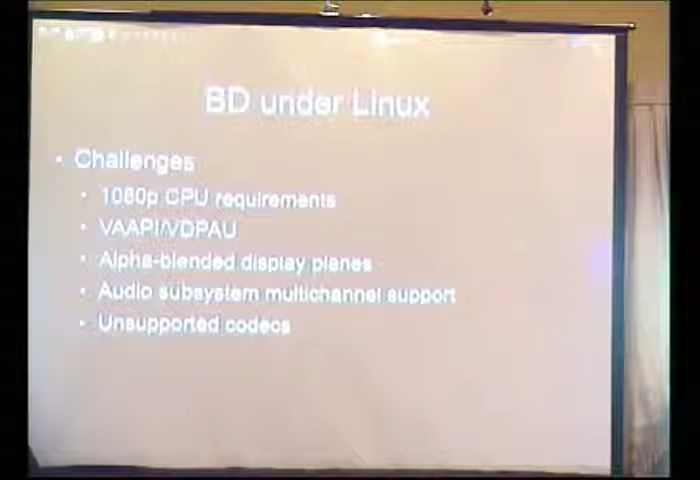 BD under Linux
• Challenges
• 1080p CPU requirements
• VAAPI/VDPAU
• Alpha-blended display planes
• Audio subsystem multichannel support
• Unsupported codecs